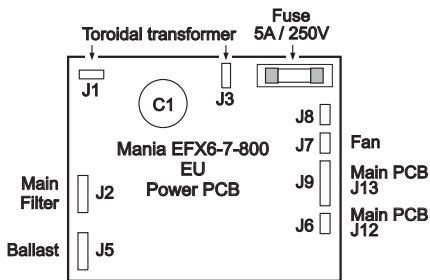 Toroidal transformer
Fuse
5A / 250V
J1
C1
J3
J8
J7
Fan
Mania EFX6-7-800
EU
Power PCB
J9
Main PCB
J13
Main
Filter
J2
J6
Main PCB
J12
Ballast
J5